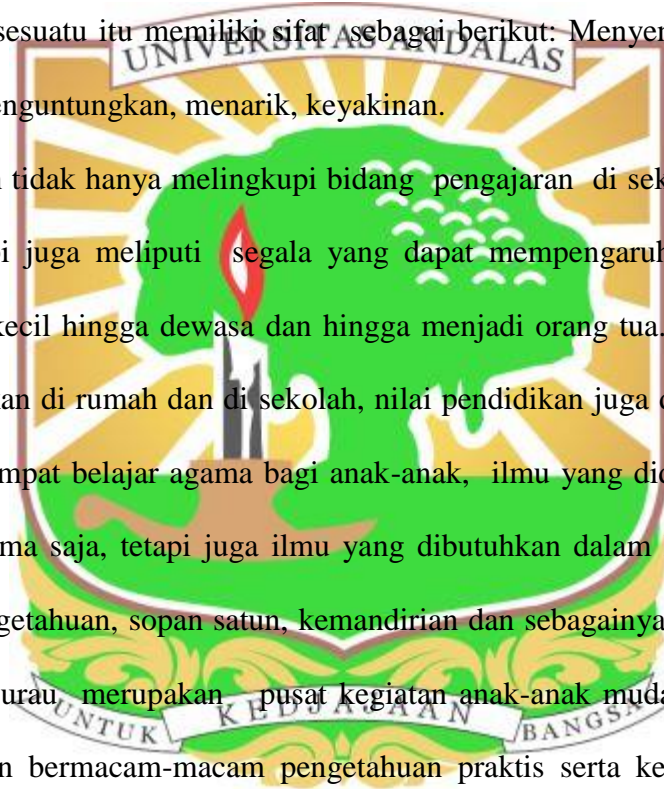 sesuatu itu memiliki sifat sebagai berikut: Menyer
UNIVERSITAS ANDALAS
enguntungkan, menarik, keyakinan.
n tidak hanya melingkupi bidang pengajaran di sek
pi juga meliputi segala yang dapat mempengaruh
kecil hingga dewasa dan hingga menjadi orang tua.
an di rumah dan di sekolah, nilai pendidikan juga d
mpat belajar agama bagi anak-anak, ilmu yang did
ma saja, tetapi juga ilmu yang dibutuhkan dalam
getahuan, sopan satun, kemandirian dan sebagainya
urau merupakan pusat kegiatan anak-anak muda
UNTUK KEDJAJAAN BANGSA
n bermacam-macam pengetahuan praktis serta ke